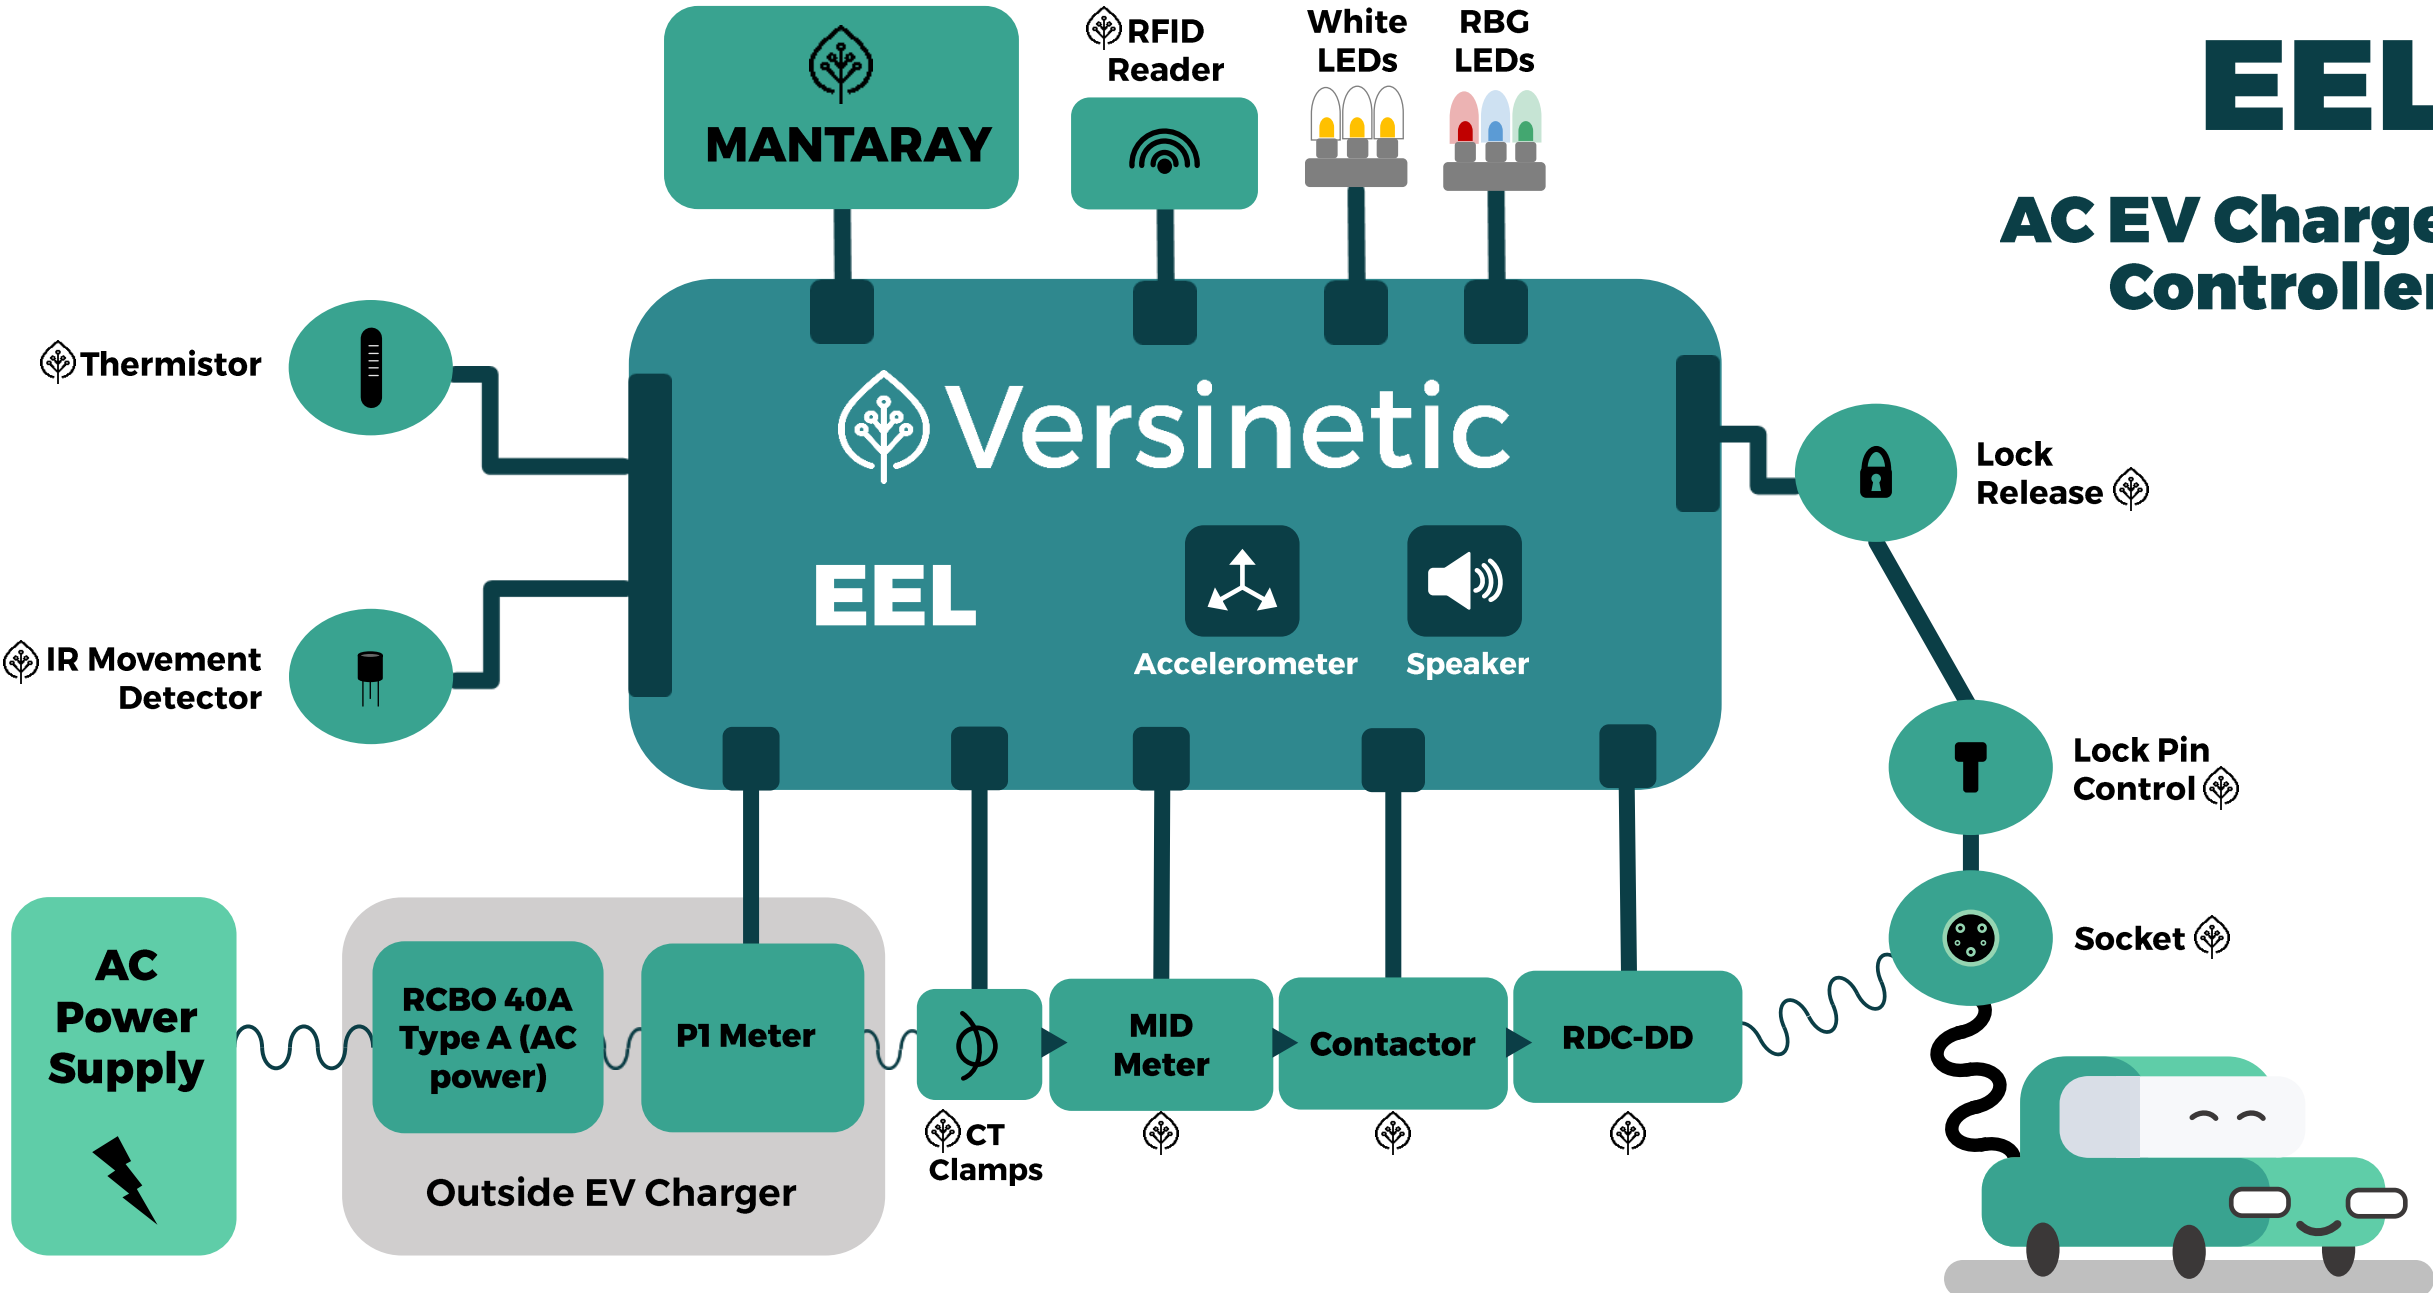 MANTARAY
RFID
Reader
White
LEDs
RBG
LEDs
EEL
AC EV Charge
Controller
Thermistor
Versinetic
Lock
Release
EEL
Accelerometer
Speaker
IR Movement
Detector
Lock Pin
Control
AC
Power
Supply
RCBO 40A
Type A (AC
power)
P1 Meter
Outside EV Charger
CT
Clamps
MID
Meter
Contactor
RDC-DD
Socket